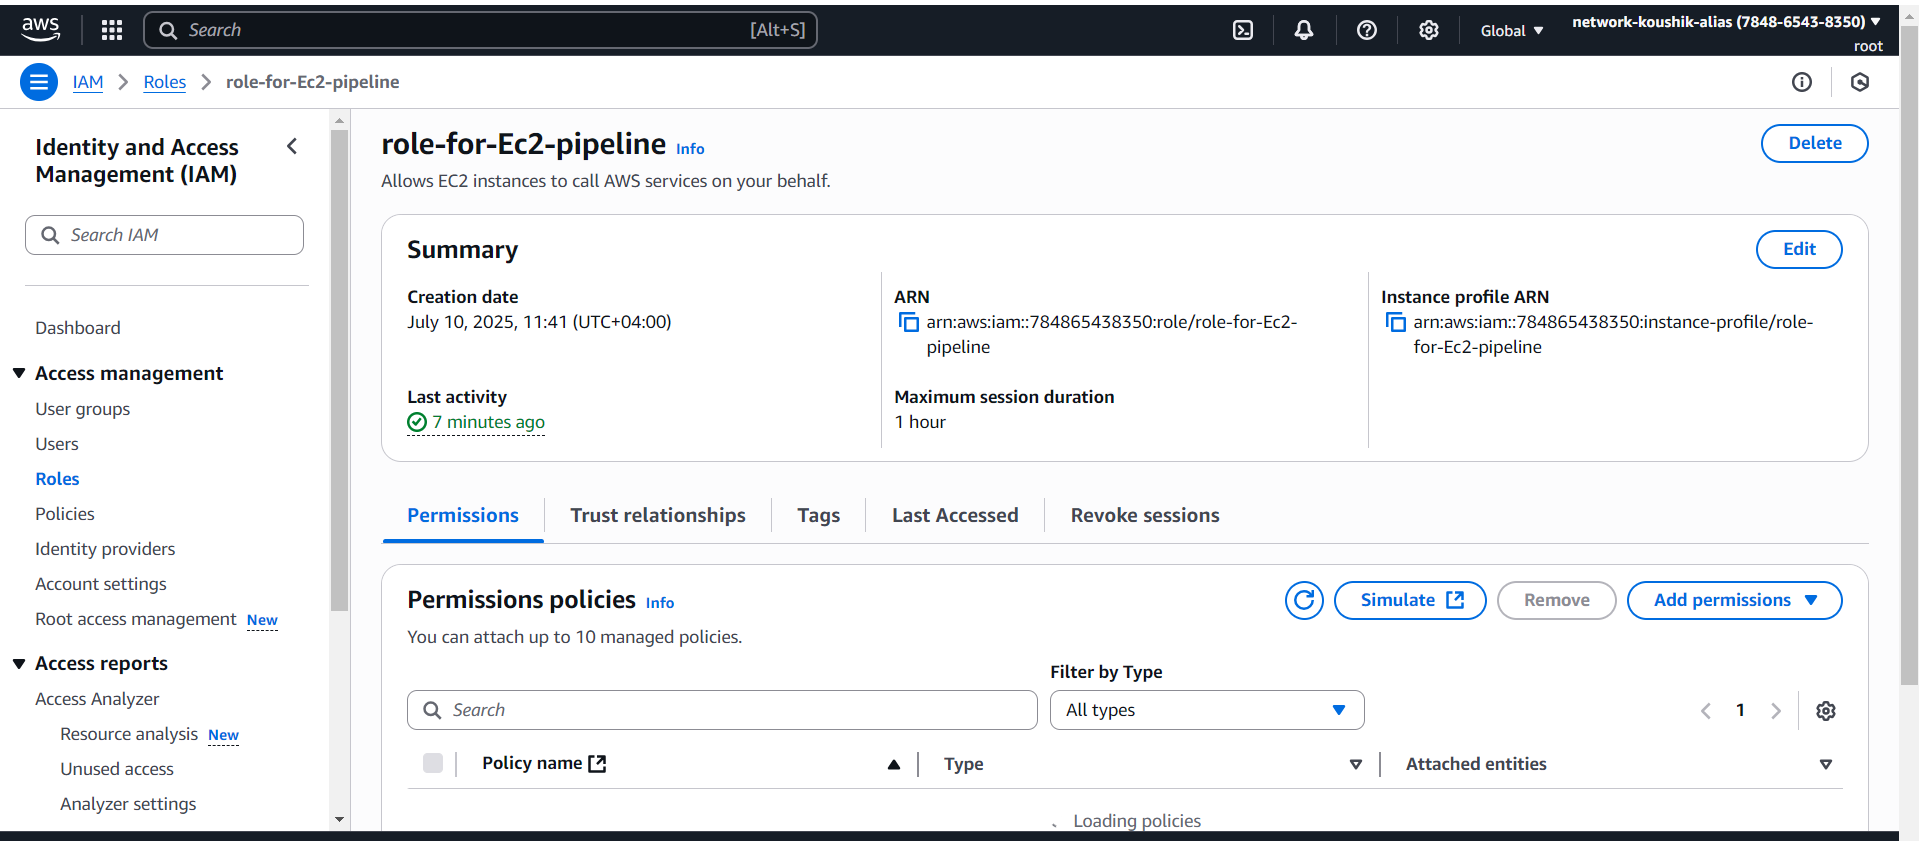 aws
Search [Alt+S]
Global
network-koushik-alias (7848-6543-8350)
root
IAM
Roles
role-for-Ec2-pipeline
Identity and Access
Management (IAM)
Search IAM
Dashboard
Access management
User groups
Users
Roles
Policies
Identity providers
Account settings
Root access management New
Access reports
Access Analyzer
Resource analysis New
Unused access
Analyzer settings
role-for-Ec2-pipeline Info
Delete
Allows EC2 instances to call AWS services on your behalf.
Summary
Edit
Creation date
July 10, 2025, 11:41 (UTC+04:00)
ARN
arn:aws:iam::784865438350:role/role-for-Ec2-
pipeline
Instance profile ARN
arn:aws:iam::784865438350:instance-profile/role-
for-Ec2-pipeline
Last activity
7 minutes ago
Maximum session duration
1 hour
Permissions
Trust relationships
Tags
Last Accessed
Revoke sessions
Permissions policies Info
Simulate
Remove
Add permissions
You can attach up to 10 managed policies.
Filter by Type
Search
All types
1
Policy name
Type
Attached entities
Loading policies